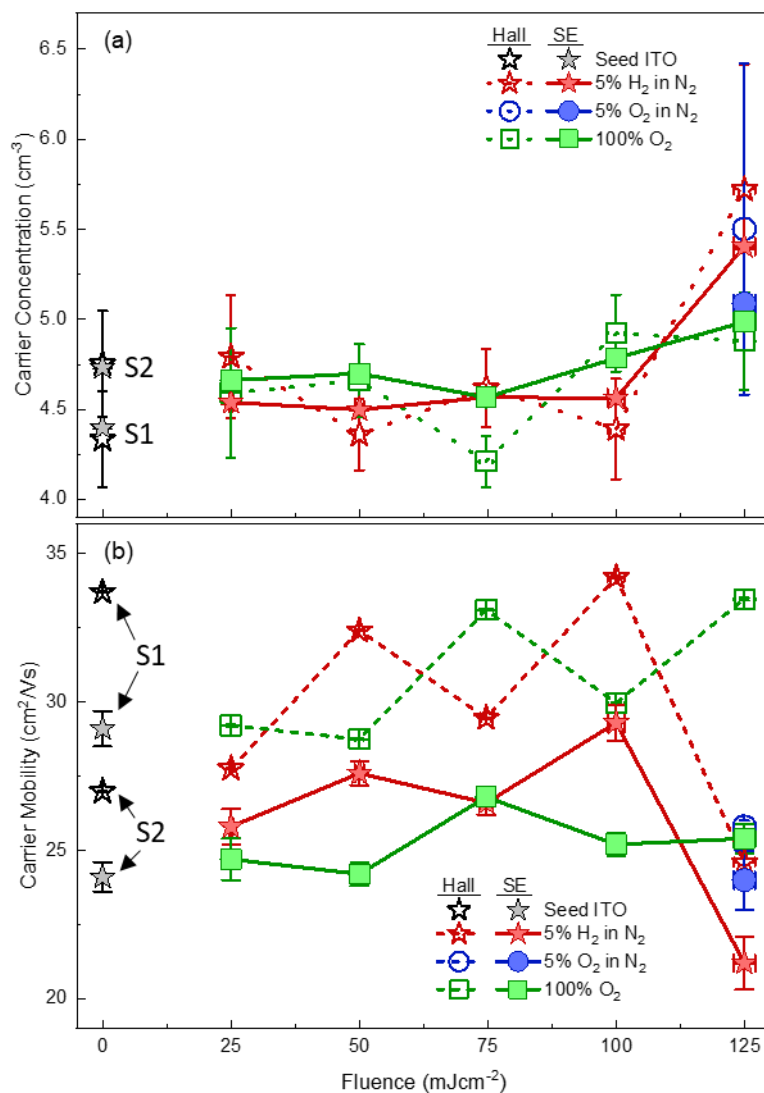 (a)
Hall SE
Seed ITO
5% H₂ in N₂
5% O₂ in N₂
100% O₂
Carrier Concentration (cm⁻³)
6.5
6.0
5.5
5.0
4.5
4.0
S2
S1
(b)
Carrier Mobility (cm²/Vs)
35
30
25
20
S1
S2
Hall SE
Seed ITO
5% H₂ in N₂
5% O₂ in N₂
100% O₂
0 25 50 75 100 125
Fluence (mJcm⁻²)